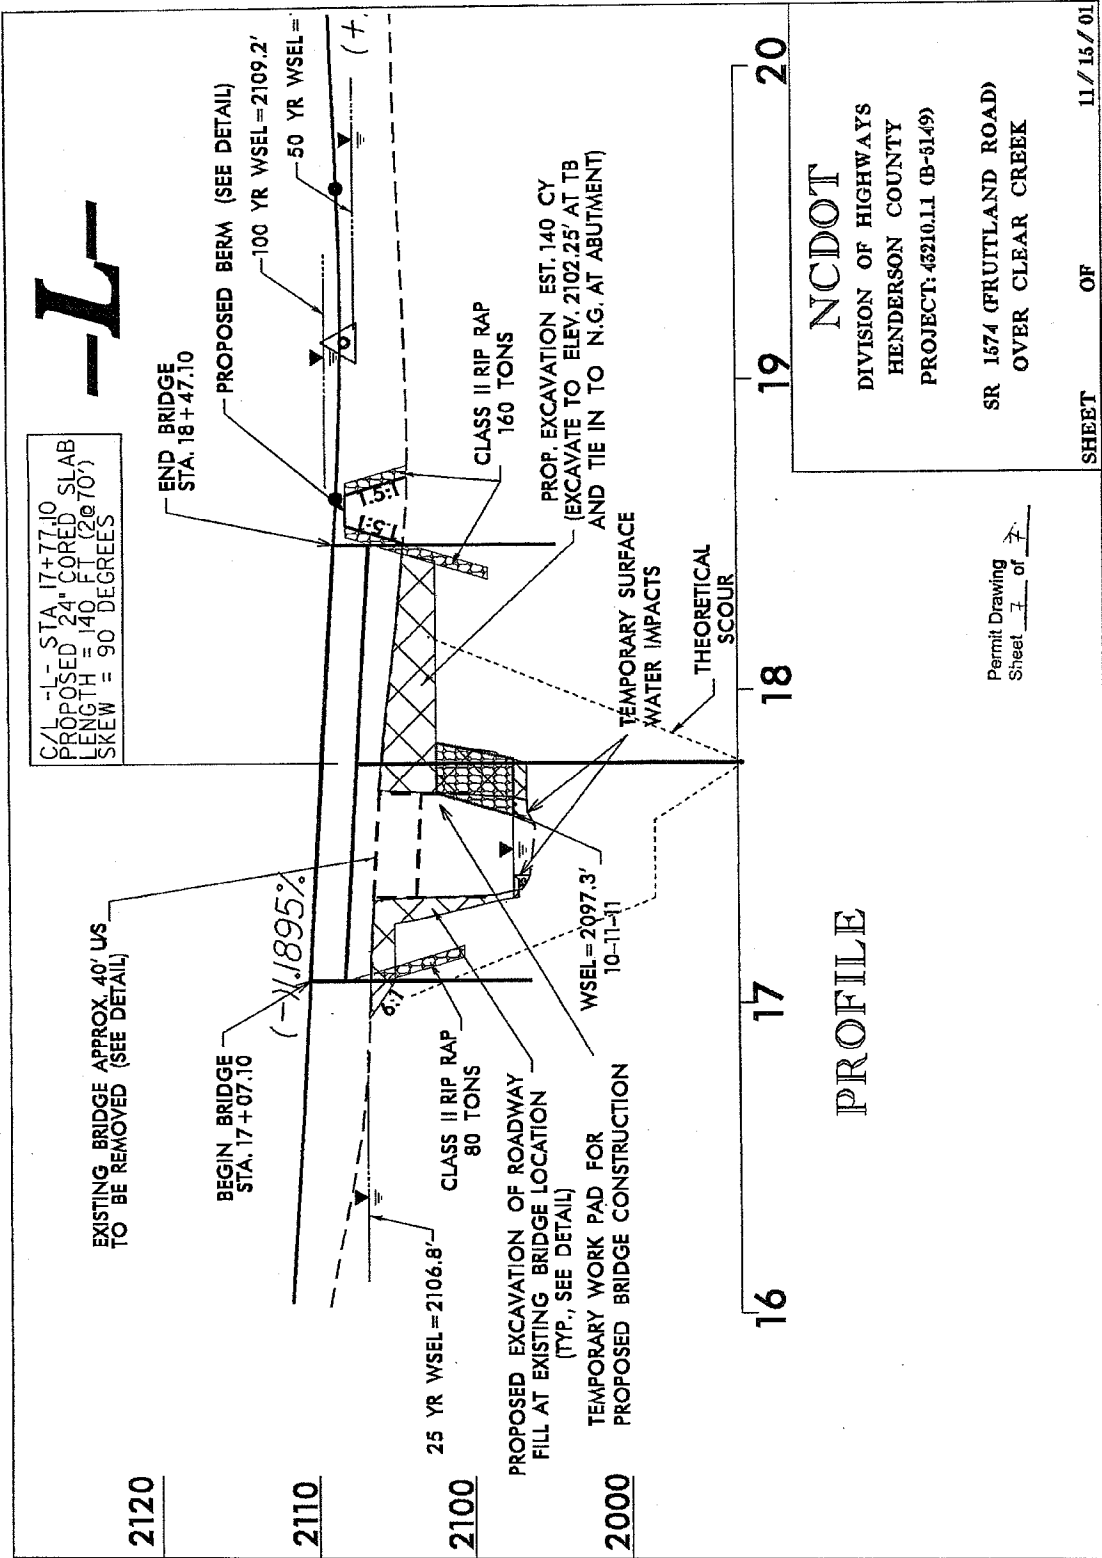 -L-
C/L -L- STA 17+77.10
PROPOSED 24" CORED SLAB
LENGTH = 140 FT (2@70')
SKEW = 90 DEGREES
EXISTING BRIDGE APPROX. 40' U/S
TO BE REMOVED (SEE DETAIL)
BEGIN BRIDGE
STA. 17+07.10
(-)1.1895%
END BRIDGE
STA. 18+47.10
PROPOSED BERM (SEE DETAIL)
100 YR WSEL=2109.2'
50 YR WSEL=
(+
2120
2110
2100
2000
25 YR WSEL=2106.8'
6:1
1.5:1
1.5:1
CLASS II RIP RAP
80 TONS
CLASS II RIP RAP
160 TONS
PROP. EXCAVATION EST. 140 CY
(EXCAVATE TO ELEV. 2102.25' AT TB
AND TIE IN TO N.G. AT ABUTMENT)
PROPOSED EXCAVATION OF ROADWAY
FILL AT EXISTING BRIDGE LOCATION
(TYP., SEE DETAIL)
TEMPORARY WORK PAD FOR
PROPOSED BRIDGE CONSTRUCTION
WSEL=2097.3'
10-11-11
TEMPORARY SURFACE
WATER IMPACTS
THEORETICAL
SCOUR
16
17
18
19
20
PROFILE
Permit Drawing
Sheet 7 of 7
NCDOT
DIVISION OF HIGHWAYS
HENDERSON COUNTY
PROJECT: 43210.1.1 (B-5149)
SR 1574 (FRUITLAND ROAD)
OVER CLEAR CREEK
SHEET OF 11 / 15 / 01